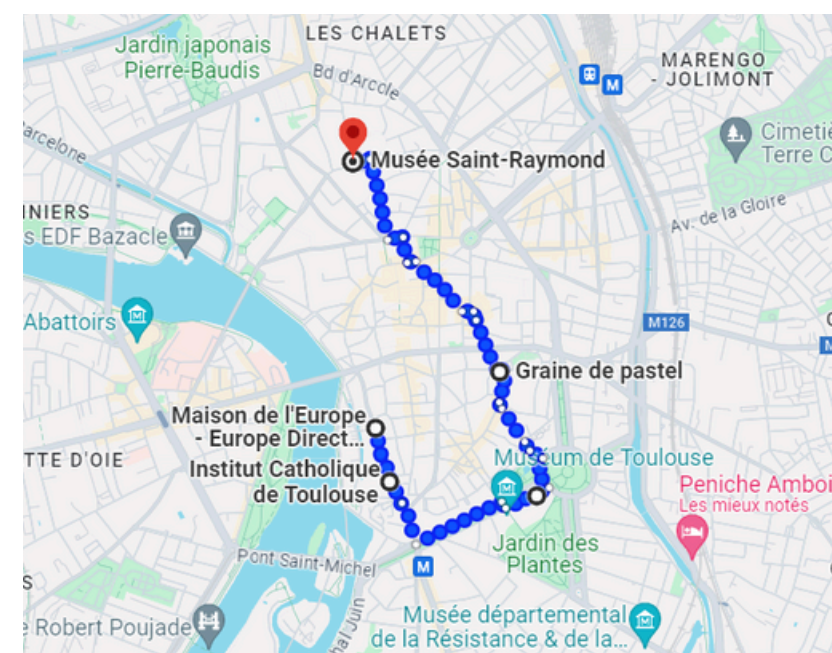 LES CHALETS
Jardin japonais
Pierre-Baudis
Bd d'Arcole
MARENGO
- JOLIMONT
M
arcelone
Cimetiè
Terre C
Musée Saint-Raymond
INIERS
s EDF Bazacle
Av. de la Gloire
Abattoirs
M126
Graine de pastel
Maison de l'Europe
- Europe Direct...
TTE D'OIE
Institut Catholique
de Toulouse
Muséum de Toulouse
Peniche Amboi
Les mieux notés
Jardin des
Plantes
Pont Saint-Michel
M
S
Musée départemental
de la Résistance & de la...
e Robert Poujade
hal Juin